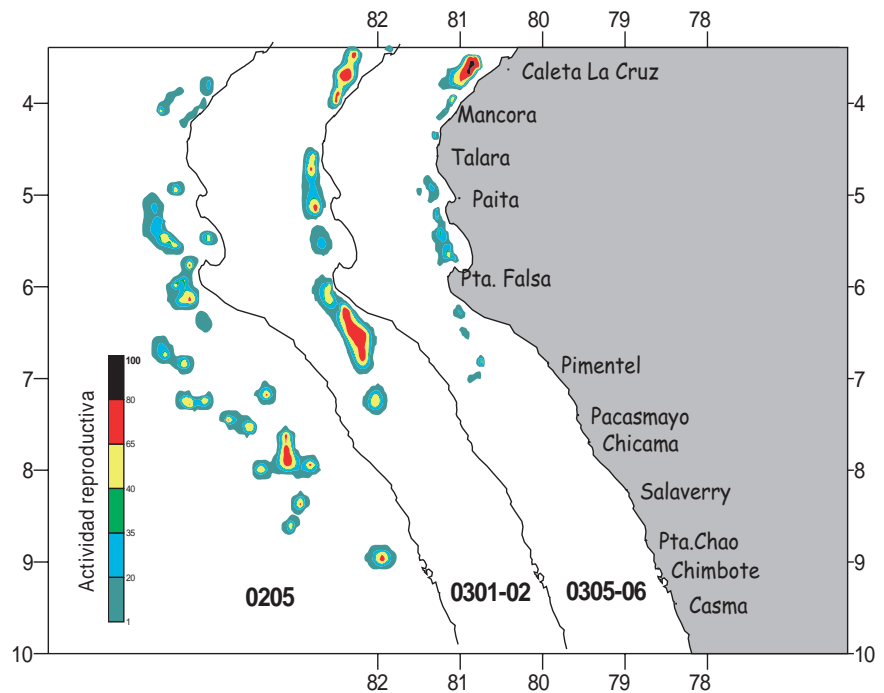 82 81 80 79 78
Caleta La Cruz
4 4
Mancora
Talara
5 5
Paita
Pta. Falsa
6 6
Pimentel
7 7
Pacasmayo
Chicama
8 8
Salaverry
Pta.Chao
9 9
Chimbote
Casma
10 10
Actividad reproductiva
100
80
65
40
35
20
1
0205 0301-02 0305-06
82 81 80 79 78